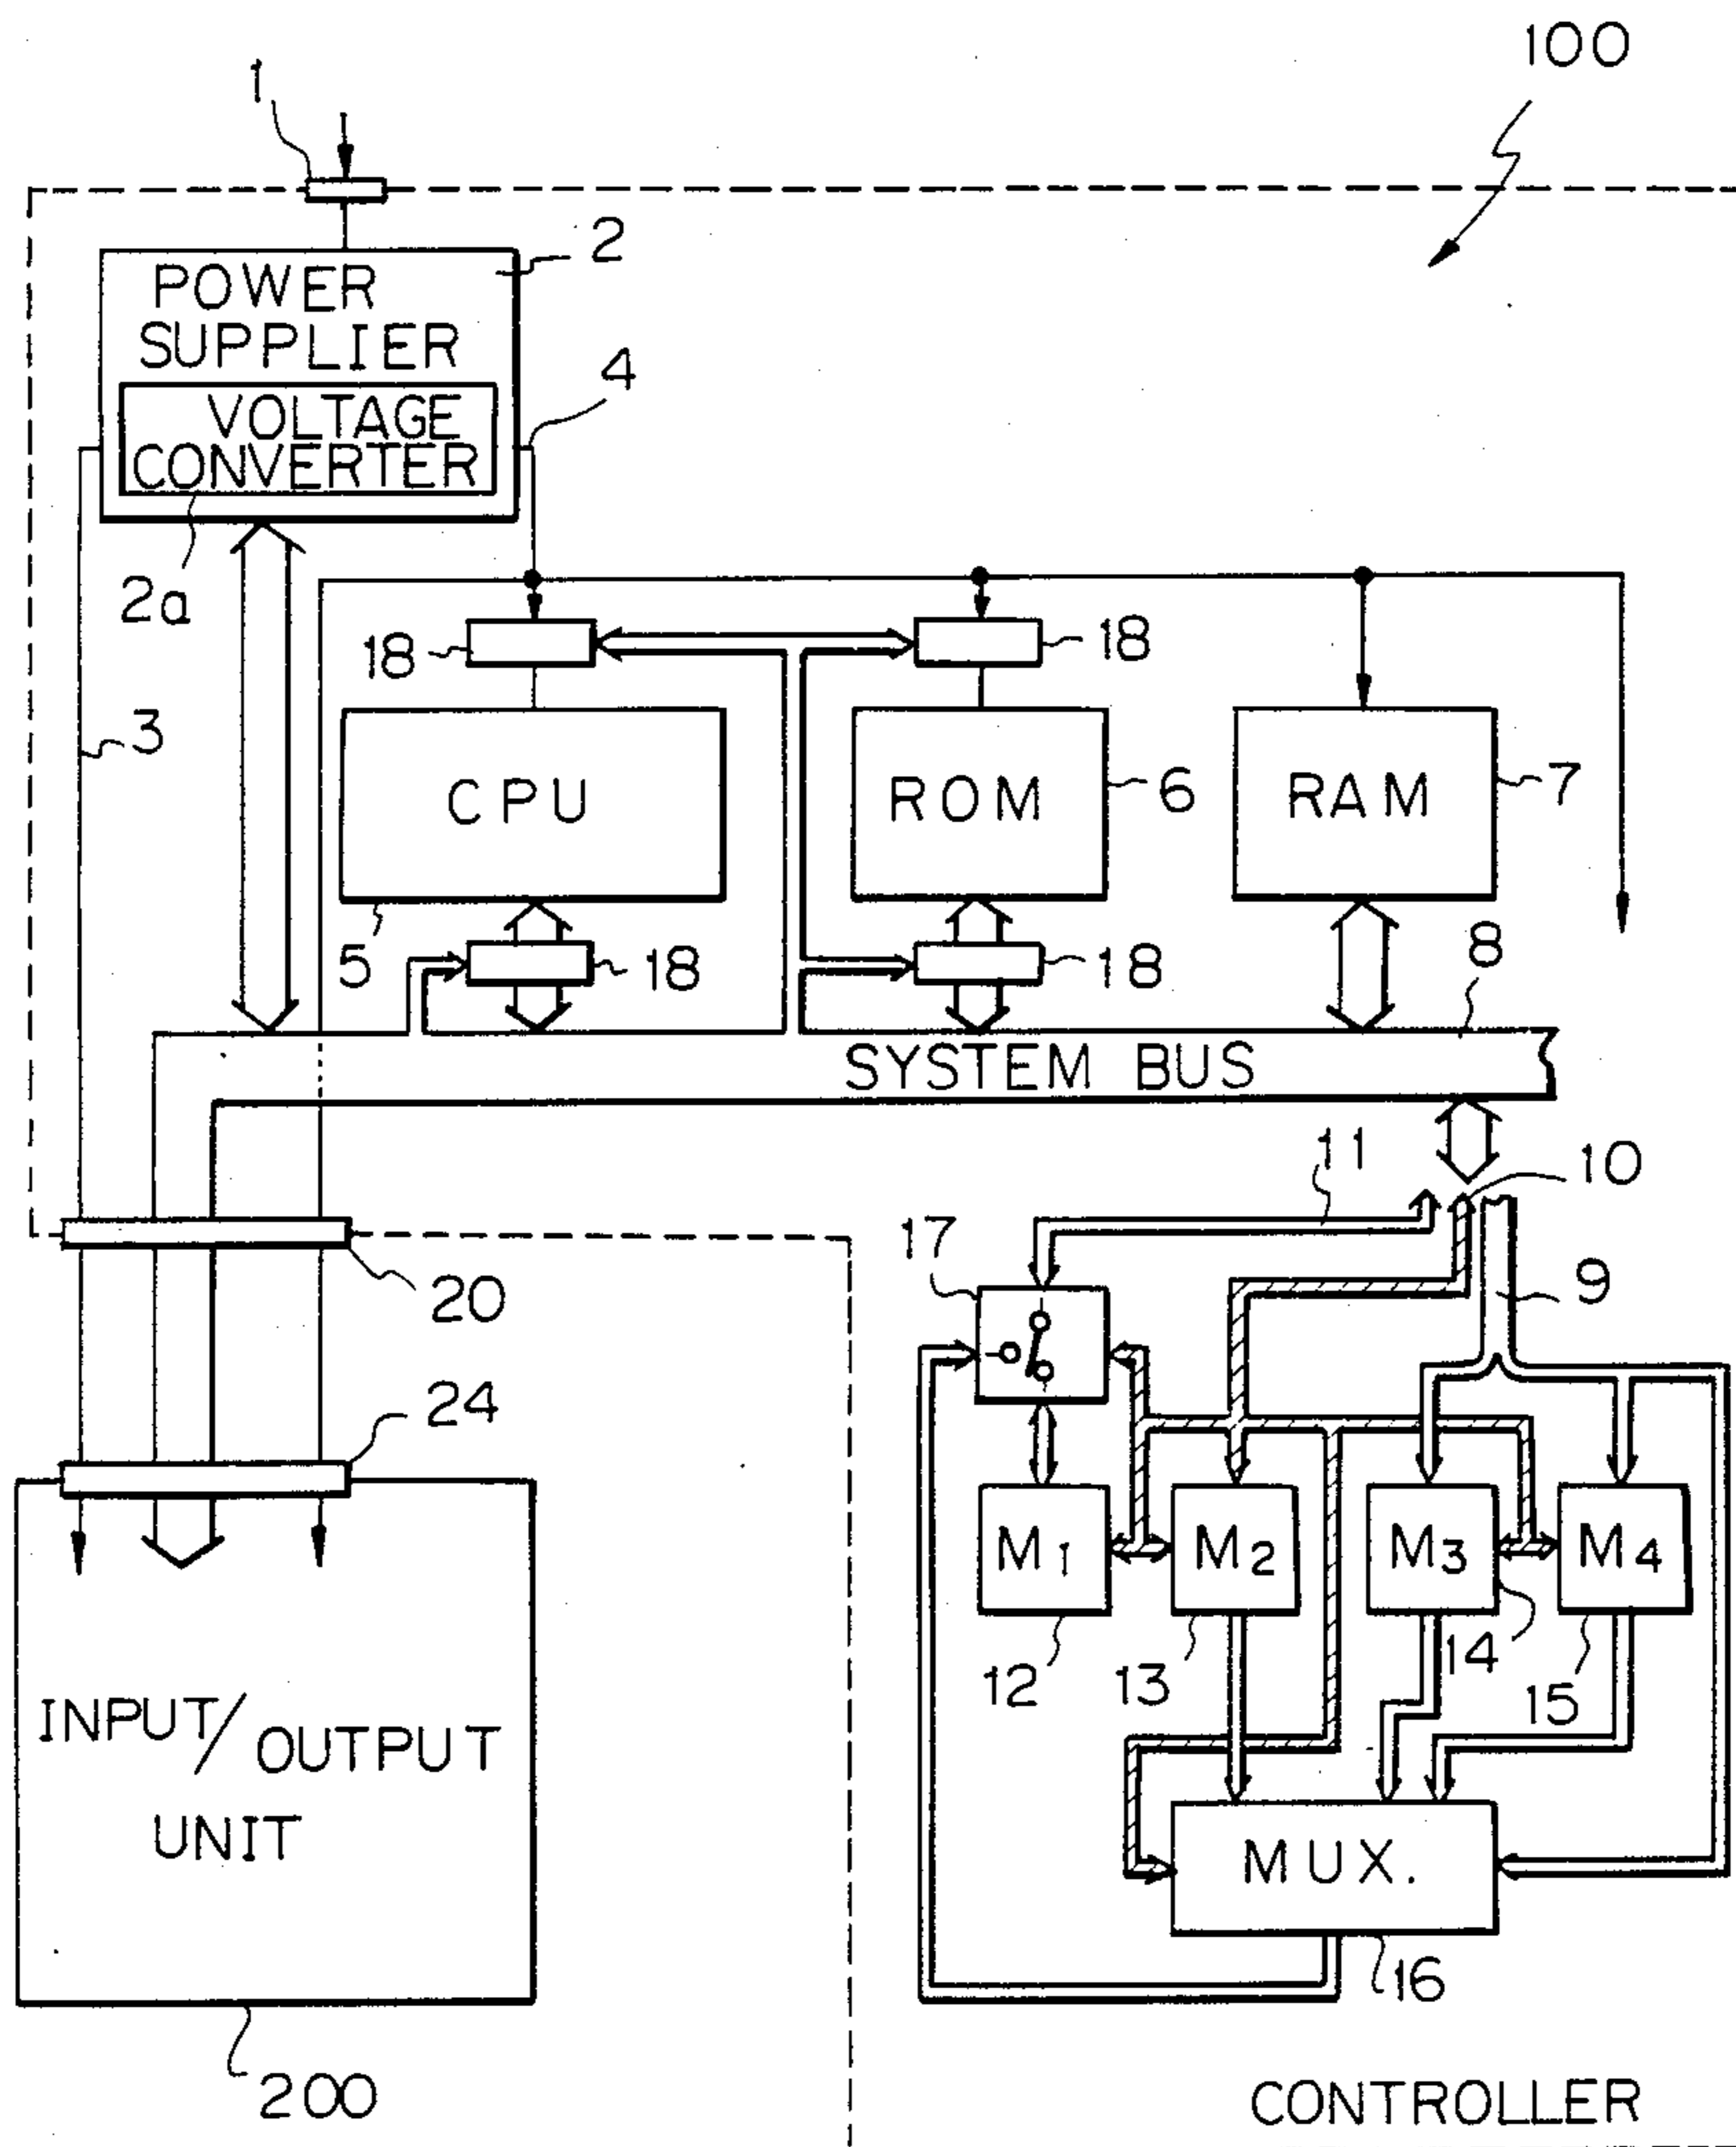 100
1
2
POWER
SUPPLIER
4
VOLTAGE
CONVERTER
2a
18
18
3
CPU
ROM
6
RAM
7
5
18
18
8
SYSTEM BUS
11
10
17
9
20
24
M1
M2
M3
M4
12
13
14
15
INPUT/OUTPUT
UNIT
MUX.
16
200
CONTROLLER